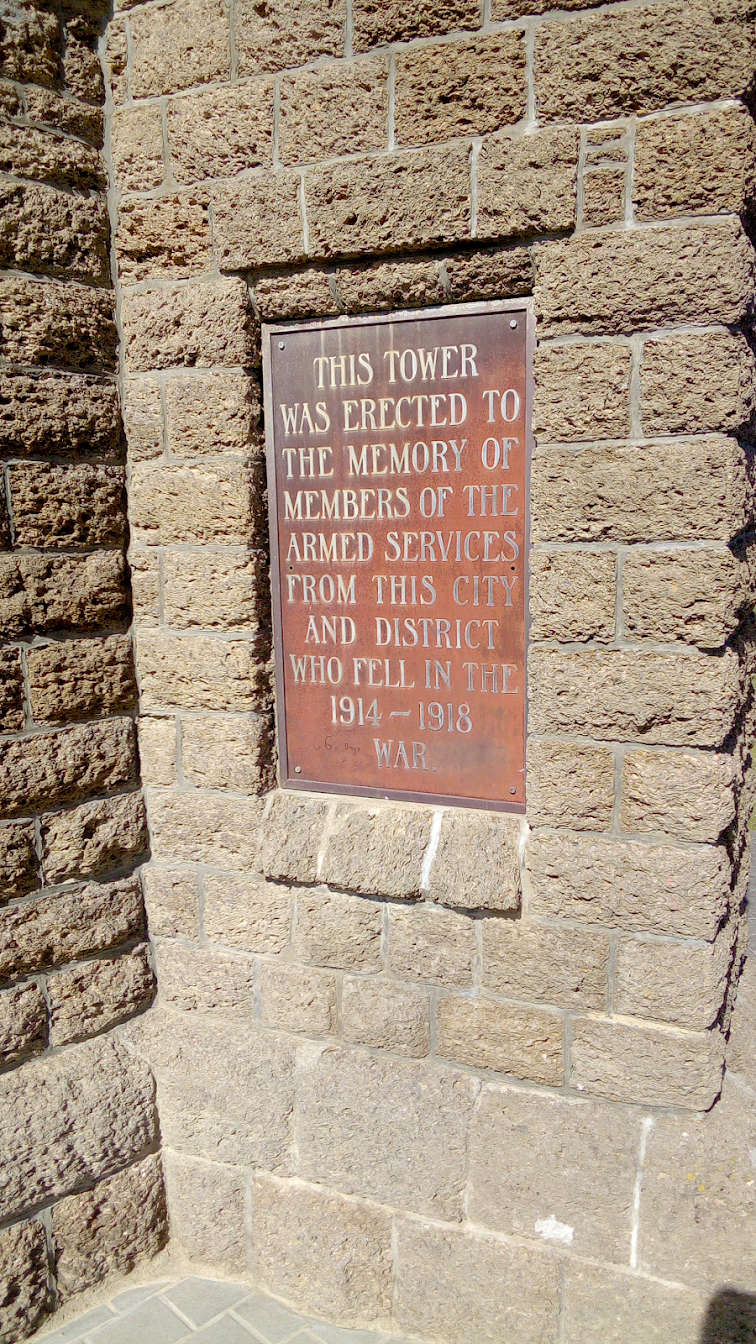 THIS TOWER
WAS ERECTED TO
THE MEMORY OF
MEMBERS OF THE
ARMED SERVICES
FROM THIS CITY
AND DISTRICT
WHO FELL IN THE
1914 – 1918
WAR.